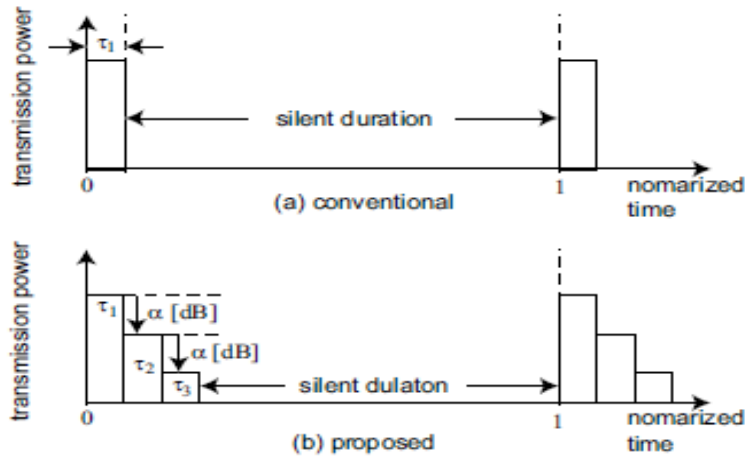 transmission power
τ1
silent duration
0
1
nomarized
time
(a) conventional
transmission power
τ1
α [dB]
τ2
α [dB]
τ3
silent dulaton
0
1
nomarized
time
(b) proposed